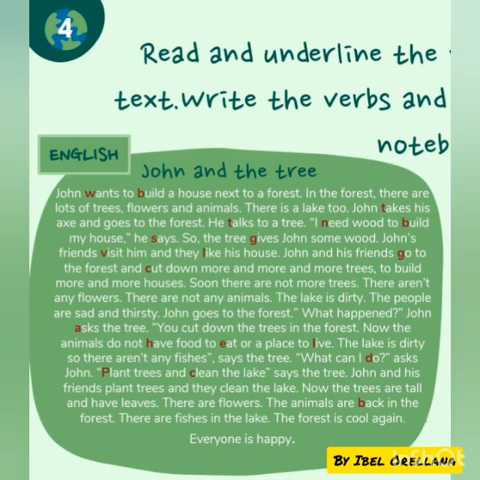 4
Read and underline the
text.Write the verbs and
noteb
ENGLISH
John and the tree
John wants to build a house next to a forest. In the forest, there are
lots of trees, flowers and animals. There is a lake too. John takes his
axe and goes to the forest. He talks to a tree. "I need wood to build
my house," he says. So, the tree gives John some wood. John's
friends visit him and they like his house. John and his friends go to
the forest and cut down more and more and more trees, to build
more and more houses. Soon there are not more trees. There aren't
any flowers. There are not any animals. The lake is dirty. The people
are sad and thirsty. John goes to the forest." What happened?" John
asks the tree. "You cut down the trees in the forest. Now the
animals do not have food to eat or a place to live. The lake is dirty
so there aren't any fishes", says the tree. "What can I do?" asks
John. "Plant trees and clean the lake" says the tree. John and his
friends plant trees and they clean the lake. Now the trees are tall
and have leaves. There are flowers. The animals are back in the
forest. There are fishes in the lake. The forest is cool again.
Everyone is happy.
By Ibel Orellana
InShot